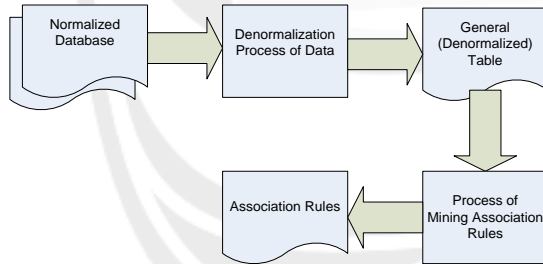 Normalized
Database
Denormalization
Process of Data
General
(Denormalized)
Table
Process of
Mining Association
Rules
Association Rules